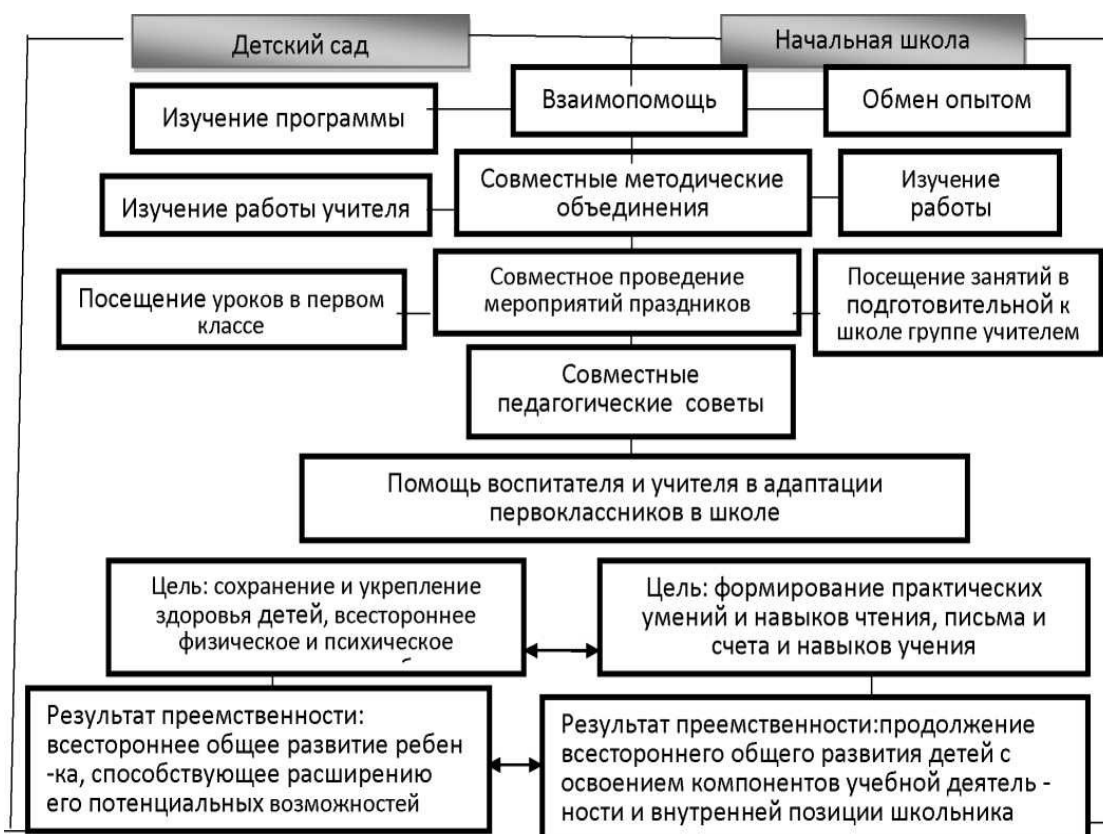 Детский сад
Начальная школа
Изучение программы
Взаимопомощь
Обмен опытом
Изучение работы учителя
Совместные методические
объединения
Изучение
работы
Посещение уроков в первом
классе
Совместное проведение
мероприятий праздников
Посещение занятий в
подготовительной к
школе группе учителем
Совместные
педагогические советы
Помощь воспитателя и учителя в адаптации
первоклассников в школе
Цель: сохранение и укрепление
здоровья детей, всестороннее
физическое и психическое
Цель: формирование практических
умений и навыков чтения, письма и
счета и навыков учения
Результат преемственности:
всестороннее общее развитие ребен
-ка, способствующее расширению
его потенциальных возможностей
Результат преемственности:продолжение
всестороннего общего развития детей с
освоением компонентов учебной деятель -
ности и внутренней позиции школьника